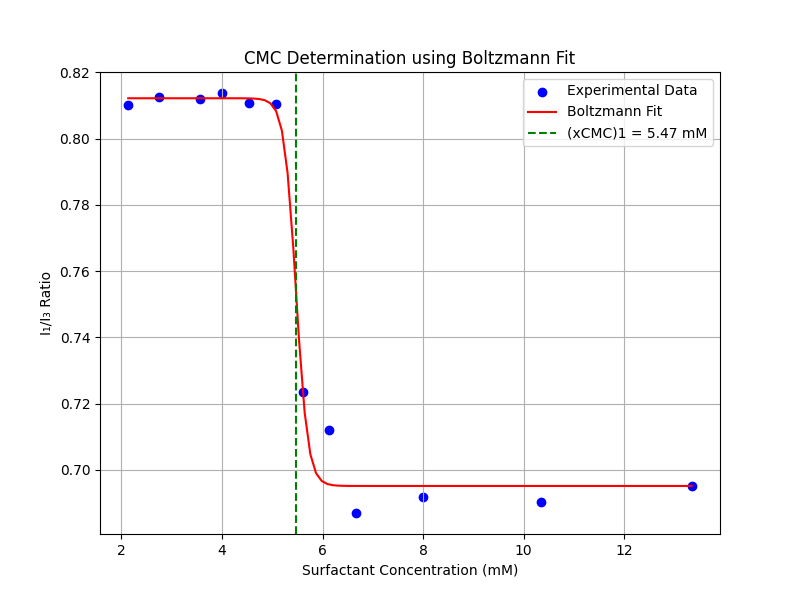 CMC Determination using Boltzmann Fit
Experimental Data
Boltzmann Fit
(xCMC)1 = 5.47 mM
I₁/I₃ Ratio
0.82
0.80
0.78
0.76
0.74
0.72
0.70
2 4 6 8 10 12
Surfactant Concentration (mM)